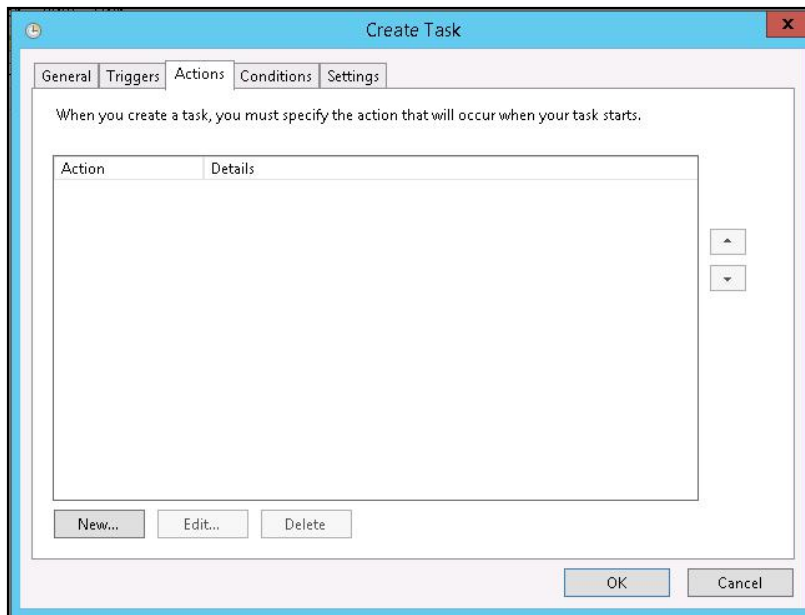 Create Task
x
General Triggers Actions Conditions Settings
When you create a task, you must specify the action that will occur when your task starts.
Action Details
New... Edit... Delete
OK Cancel